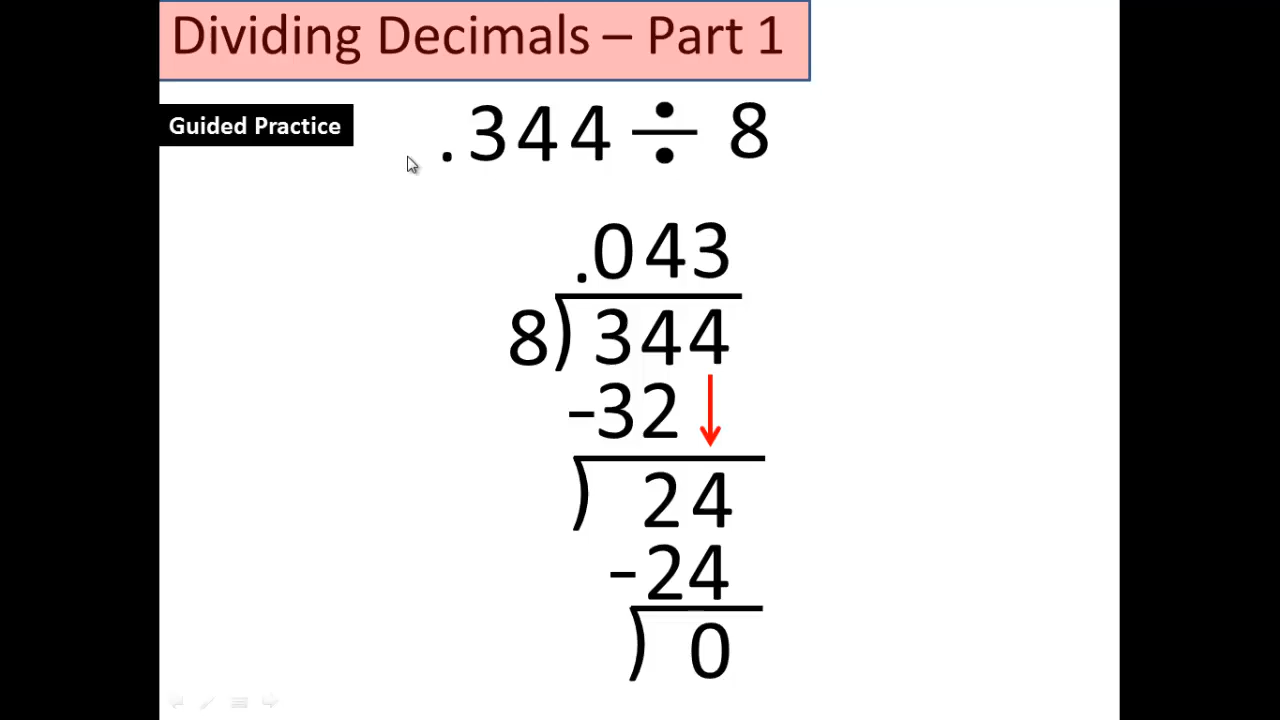 Dividing Decimals – Part 1
Guided Practice
.344 ÷ 8
.043
8)344
-32
)24
-24
)0